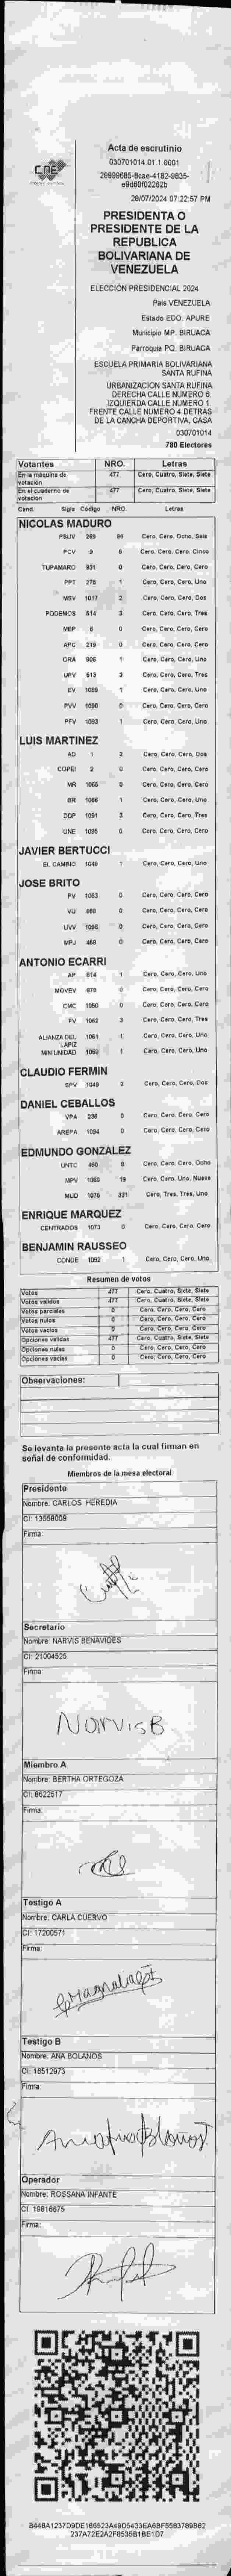 CNE
Acta de escrutinio
030701014.01.1.0001
28/07/2024 07:22:57 PM
PRESIDENTA O
PRESIDENTE DE LA
REPUBLICA
BOLIVARIANA DE
VENEZUELA
ELECCIÓN PRESIDENCIAL 2024
País VENEZUELA
Estado EDO. APURE
Municipio MP. BIRUACA
Parroquia PQ. BIRUACA
ESCUELA PRIMARIA BOLIVARIANA
SANTA RUFINA
URBANIZACIÓN SANTA RUFINA
DERECHA CALLE NUMERO 6.
IZQUIERDA CALLE NUMERO 1.
FRENTE CALLE NUMERO 4 DETRAS
DE LA CANCHA DEPORTIVA. CASA
030701014
780 Electores
Votantes NRO. Letras
En la máquina de votación 477 Cero, Cuatro, Siete, Siete
En el cuaderno de votación 477 Cero, Cuatro, Siete, Siete
Cand. Sigla Código NRO. Letras
NICOLAS MADURO
PSUV 269 86 Cero, Cero, Ocho, Seis
PCV 9 5 Cero, Cero, Cero, Cinco
TUPAMARO 931 0 Cero, Cero, Cero, Cero
PPT 276 1 Cero, Cero, Cero, Uno
MSV 1017 2 Cero, Cero, Cero, Dos
PODEMOS 514 3 Cero, Cero, Cero, Tres
MEP 6 0 Cero, Cero, Cero, Cero
APC 219 0 Cero, Cero, Cero, Cero
ORA 906 1 Cero, Cero, Cero, Uno
UPV 513 3 Cero, Cero, Cero, Tres
EV 1089 1 Cero, Cero, Cero, Uno
PVV 1090 0 Cero, Cero, Cero, Cero
PFV 1093 1 Cero, Cero, Cero, Uno
LUIS MARTINEZ
AD 1 2 Cero, Cero, Cero, Dos
COPEI 2 0 Cero, Cero, Cero, Cero
MR 1065 0 Cero, Cero, Cero, Cero
BR 1066 1 Cero, Cero, Cero, Uno
DDP 1091 3 Cero, Cero, Cero, Tres
UNE 1095 0 Cero, Cero, Cero, Cero
JAVIER BERTUCCI
EL CAMBIO 1049 1 Cero, Cero, Cero, Uno
JOSE BRITO
PV 1053 0 Cero, Cero, Cero, Cero
VU 868 0 Cero, Cero, Cero, Cero
UVV 1096 0 Cero, Cero, Cero, Cero
MPJ 468 0 Cero, Cero, Cero, Cero
ANTONIO ECARRI
AP 814 1 Cero, Cero, Cero, Uno
MOVEV 879 0 Cero, Cero, Cero, Cero
CMC 1050 0 Cero, Cero, Cero, Cero
FV 1062 3 Cero, Cero, Cero, Tres
ALIANZA DEL LAPIZ 1061 1 Cero, Cero, Cero, Uno
MIN UNIDAD 1069 1 Cero, Cero, Cero, Uno
CLAUDIO FERMIN
SPV 1049 2 Cero, Cero, Cero, Dos
DANIEL CEBALLOS
VPA 236 0 Cero, Cero, Cero, Cero
AREPA 1094 0 Cero, Cero, Cero, Cero
EDMUNDO GONZALEZ
UNTC 460 8 Cero, Cero, Cero, Ocho
MPV 1059 19 Cero, Cero, Uno, Nueve
MUD 1076 331 Cero, Tres, Tres, Uno
ENRIQUE MARQUEZ
CENTRADOS 1073 0 Cero, Cero, Cero, Cero
BENJAMIN RAUSSEO
CONDE 1092 1 Cero, Cero, Cero, Uno
Resumen de votos
Votos 477 Cero, Cuatro, Siete, Siete
Votos válidos 477 Cero, Cuatro, Siete, Siete
Votos parciales 0 Cero, Cero, Cero, Cero
Votos nulos 0 Cero, Cero, Cero, Cero
Votos vacíos 0 Cero, Cero, Cero, Cero
Opciones válidas 477 Cero, Cuatro, Siete, Siete
Opciones nulas 0 Cero, Cero, Cero, Cero
Opciones vacías 0 Cero, Cero, Cero, Cero
Observaciones:
Se levanta la presente acta la cual firman en
señal de conformidad.
Miembros de la mesa electoral
Presidente
Nombre: CARLOS HEREDIA
CI: 13558009
Firma:
Secretario
Nombre: NARVIS BENAVIDES
CI: 21004525
Firma:
NarvisB
Miembro A
Nombre: BERTHA ORTEGOZA
CI: 8622517
Firma:
Testigo A
Nombre: CARLA CUERVO
CI: 17200571
Firma:
Testigo B
Nombre: ANA BOLAÑOS
CI: 16512973
Firma:
Operador
Nombre: ROSSANA INFANTE
CI: 19816675
Firma: